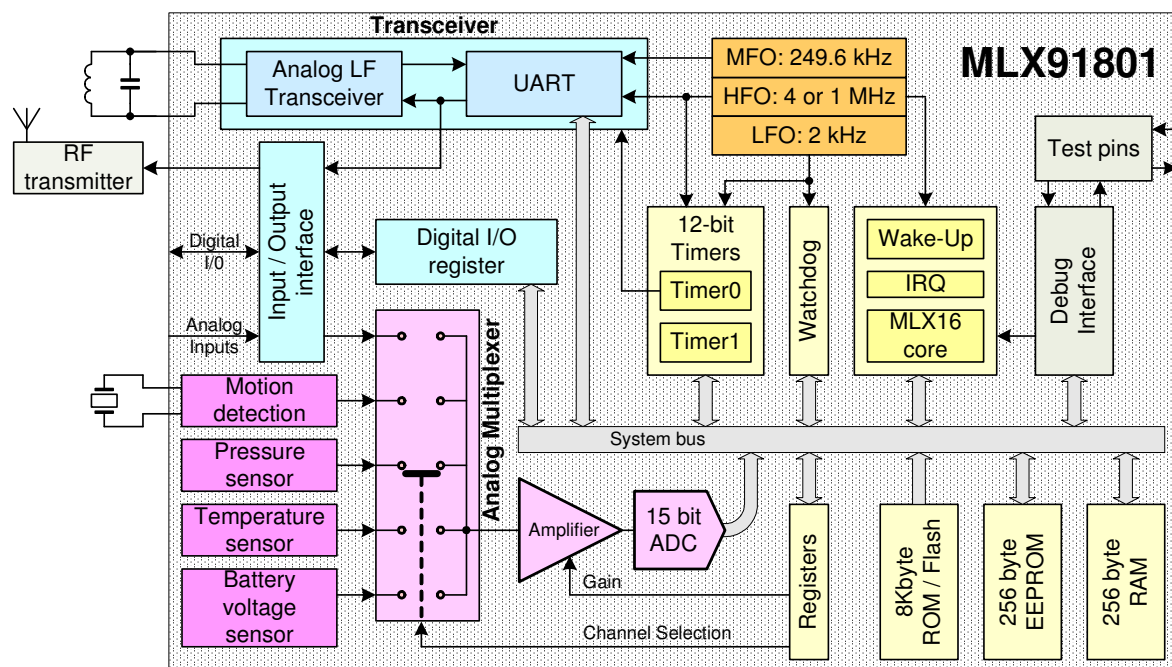 Transceiver
MLX91801
Analog LF
Transceiver
UART
MFO: 249.6 kHz
HFO: 4 or 1 MHz
LFO: 2 kHz
Test pins
RF
transmitter
Input / Output
interface
Digital
I/0
Analog
Inputs
Digital I/O
register
12-bit
Timers
Timer0
Timer1
Watchdog
Wake-Up
IRQ
MLX16
core
Debug
Interface
Motion
detection
Pressure
sensor
Temperature
sensor
Battery
voltage
sensor
Analog Multiplexer
System bus
Amplifier
15 bit
ADC
Gain
Channel Selection
Registers
8Kbyte
ROM / Flash
256 byte
EEPROM
256 byte
RAM